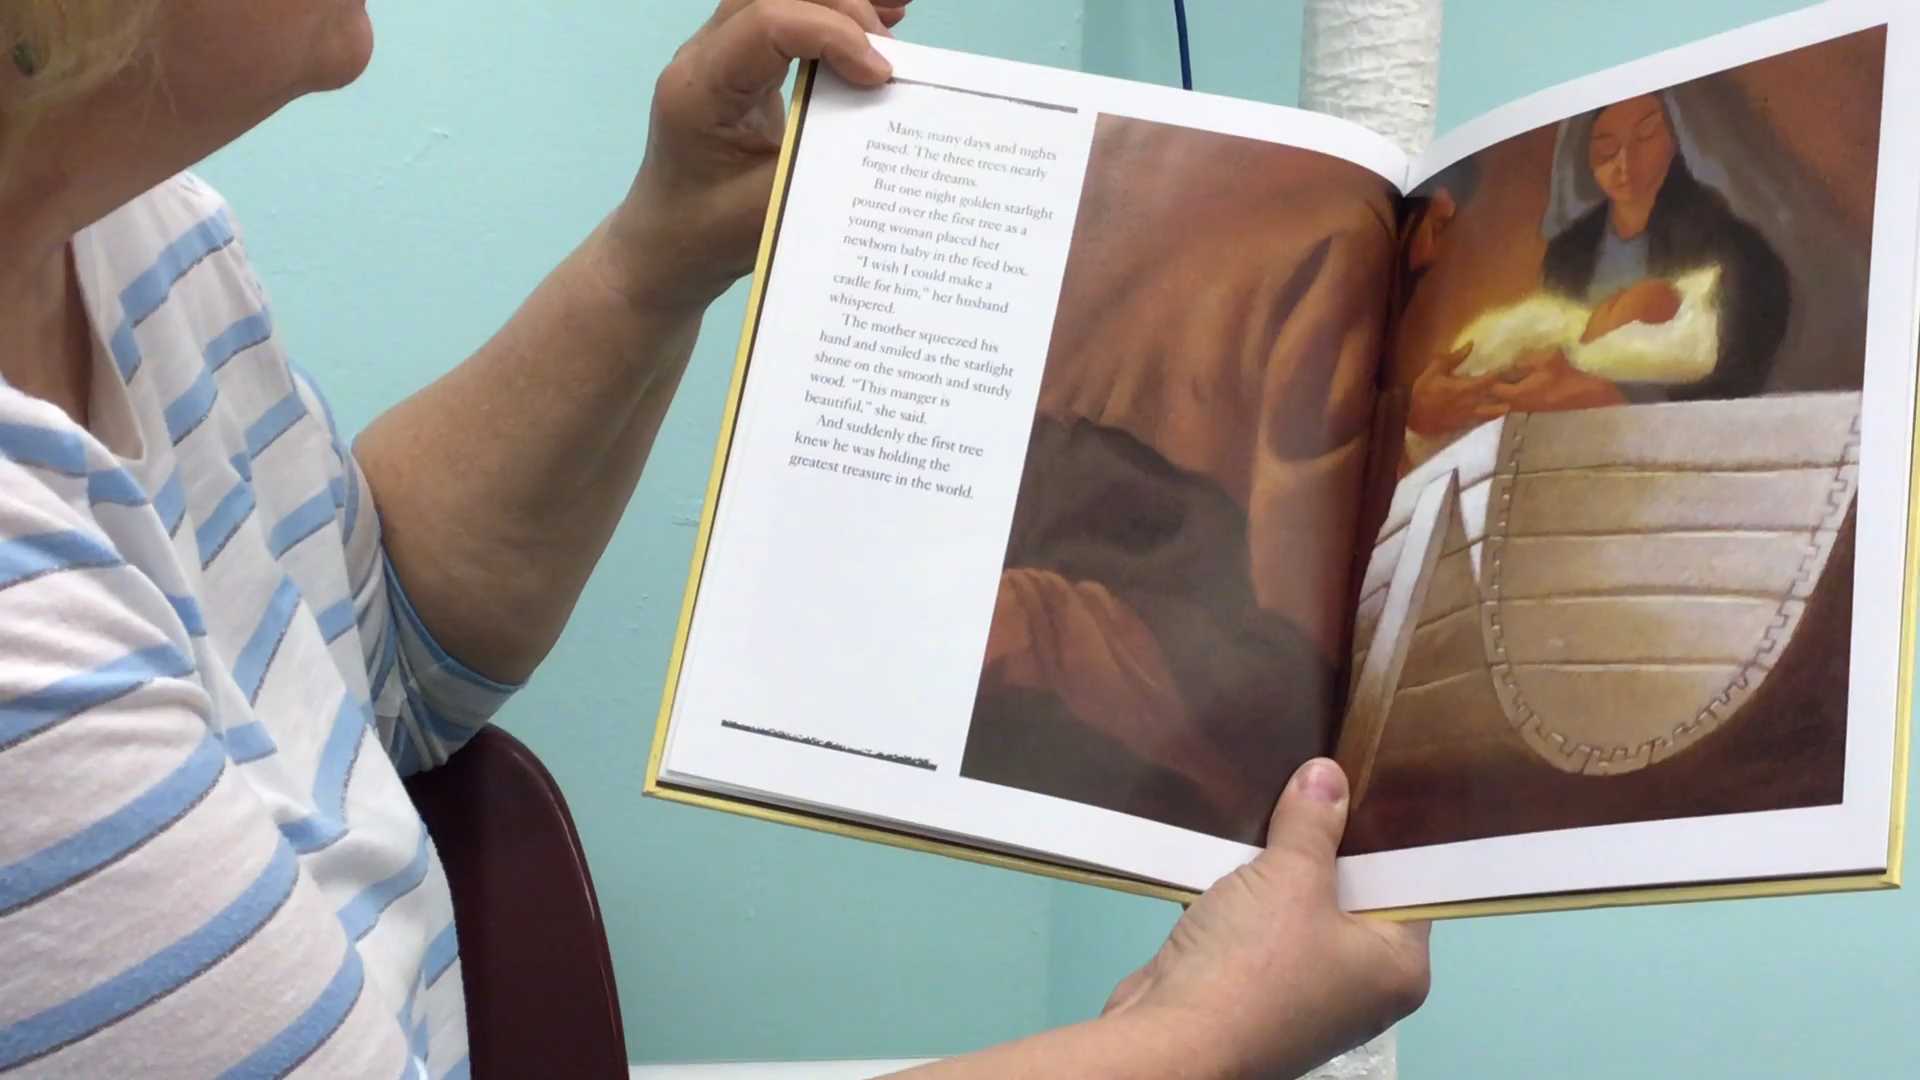 Many, many days and nights
passed. The three trees nearly
forgot their dreams.
But one night golden starlight
poured over the first tree as a
young woman placed her
newborn baby in the feed box.
"I wish I could make a
cradle for him," her husband
whispered.
The mother squeezed his
hand and smiled as the starlight
shone on the smooth and sturdy
wood. "This manger is
beautiful," she said.
And suddenly the first tree
knew he was holding the
greatest treasure in the world.